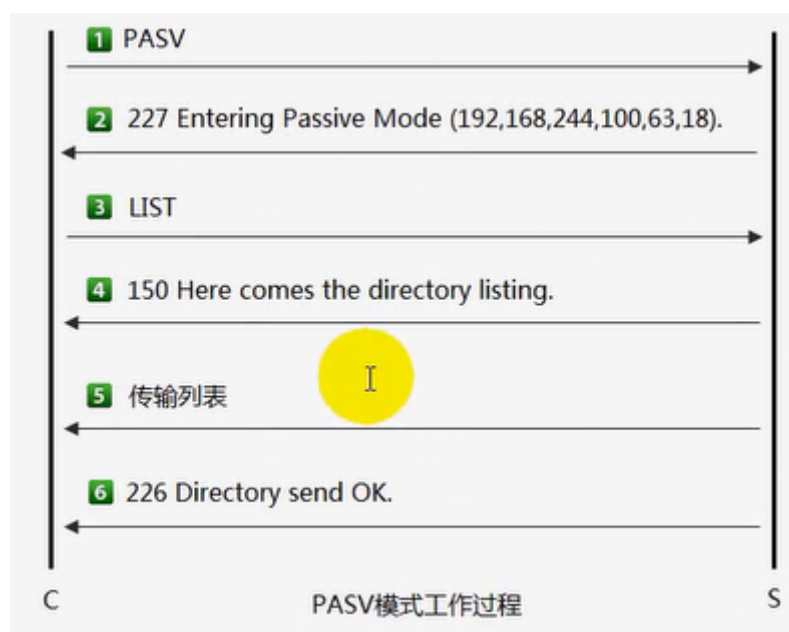 1 PASV
2 227 Entering Passive Mode (192,168,244,100,63,18).
3 LIST
4 150 Here comes the directory listing.
5 传输列表
6 226 Directory send OK.
C PASV模式工作过程 S